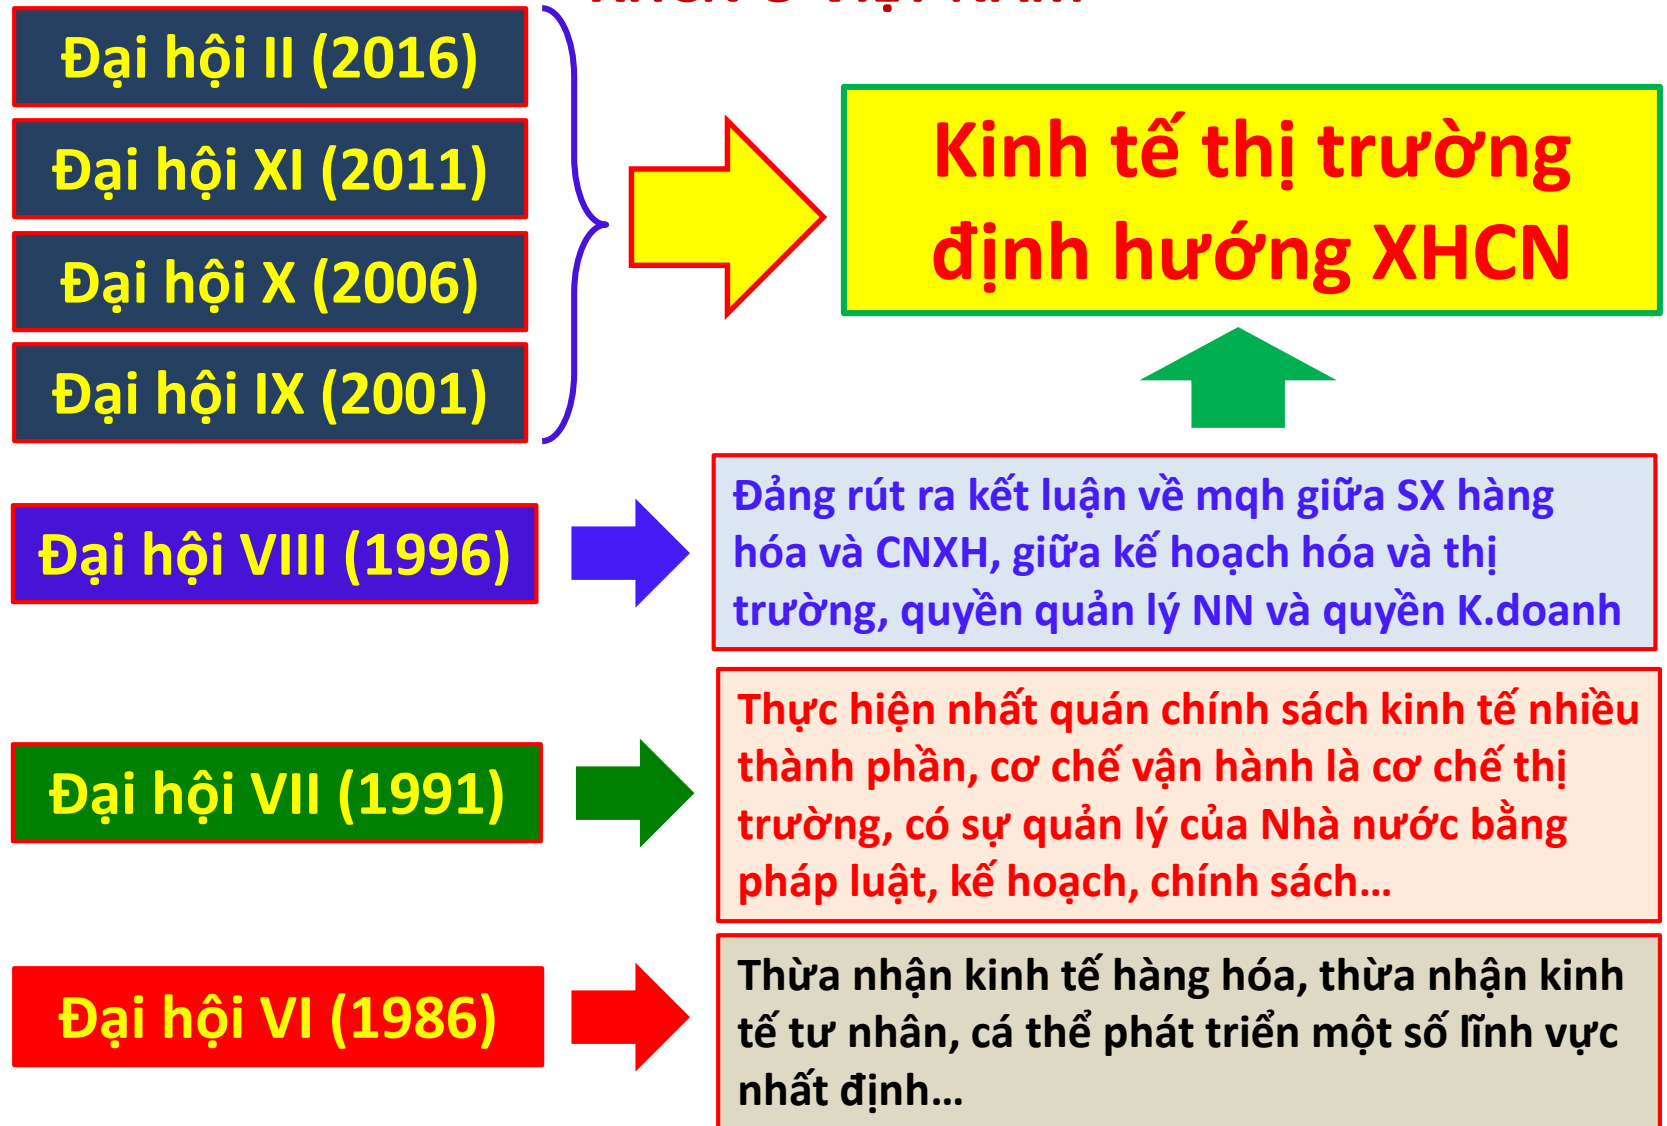 Đại hội II (2016)
Đại hội XI (2011)
Đại hội X (2006)
Đại hội IX (2001)
Kinh tế thị trường
định hướng XHCN
Đại hội VIII (1996)
Đảng rút ra kết luận về mqh giữa SX hàng
hóa và CNXH, giữa kế hoạch hóa và thị
trường, quyền quản lý NN và quyền K.doanh
Đại hội VII (1991)
Thực hiện nhất quán chính sách kinh tế nhiều
thành phần, cơ chế vận hành là cơ chế thị
trường, có sự quản lý của Nhà nước bằng
pháp luật, kế hoạch, chính sách...
Đại hội VI (1986)
Thừa nhận kinh tế hàng hóa, thừa nhận kinh
tế tư nhân, cá thể phát triển một số lĩnh vực
nhất định...